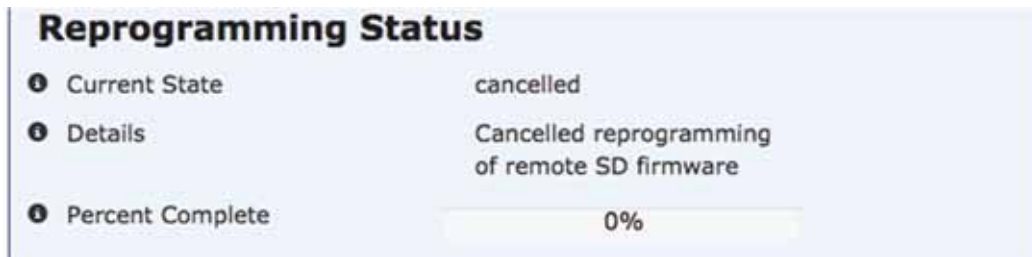 Reprogramming Status
Current State cancelled
Details Cancelled reprogramming
of remote SD firmware
Percent Complete 0%